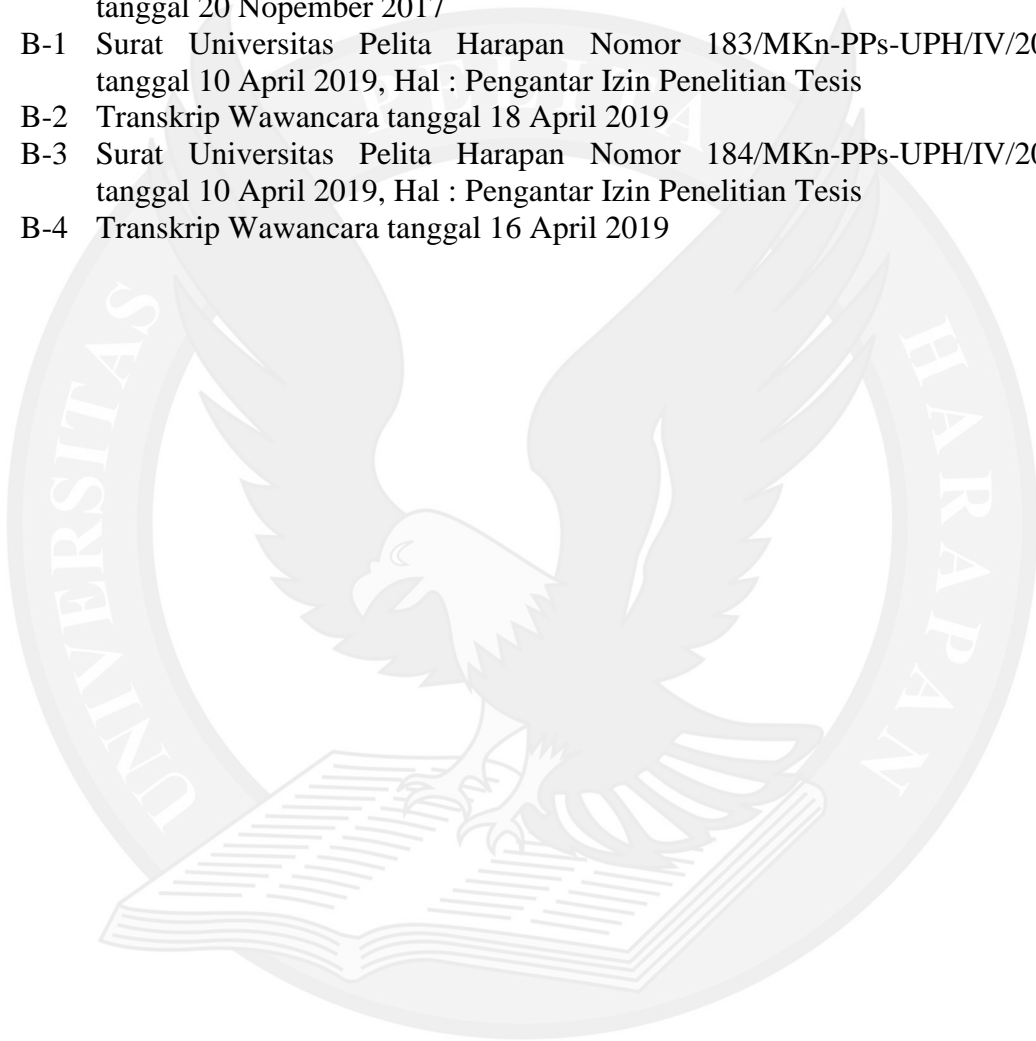 tanggal 20 Nopember 2017
B-1 Surat Universitas Pelita Harapan Nomor 183/MKn-PPs-UPH/IV/20
tanggal 10 April 2019, Hal : Pengantar Izin Penelitian Tesis
B-2 Transkrip Wawancara tanggal 18 April 2019
B-3 Surat Universitas Pelita Harapan Nomor 184/MKn-PPs-UPH/IV/20
tanggal 10 April 2019, Hal : Pengantar Izin Penelitian Tesis
B-4 Transkrip Wawancara tanggal 16 April 2019
UNIVERSITAS PELITA HARAPAN